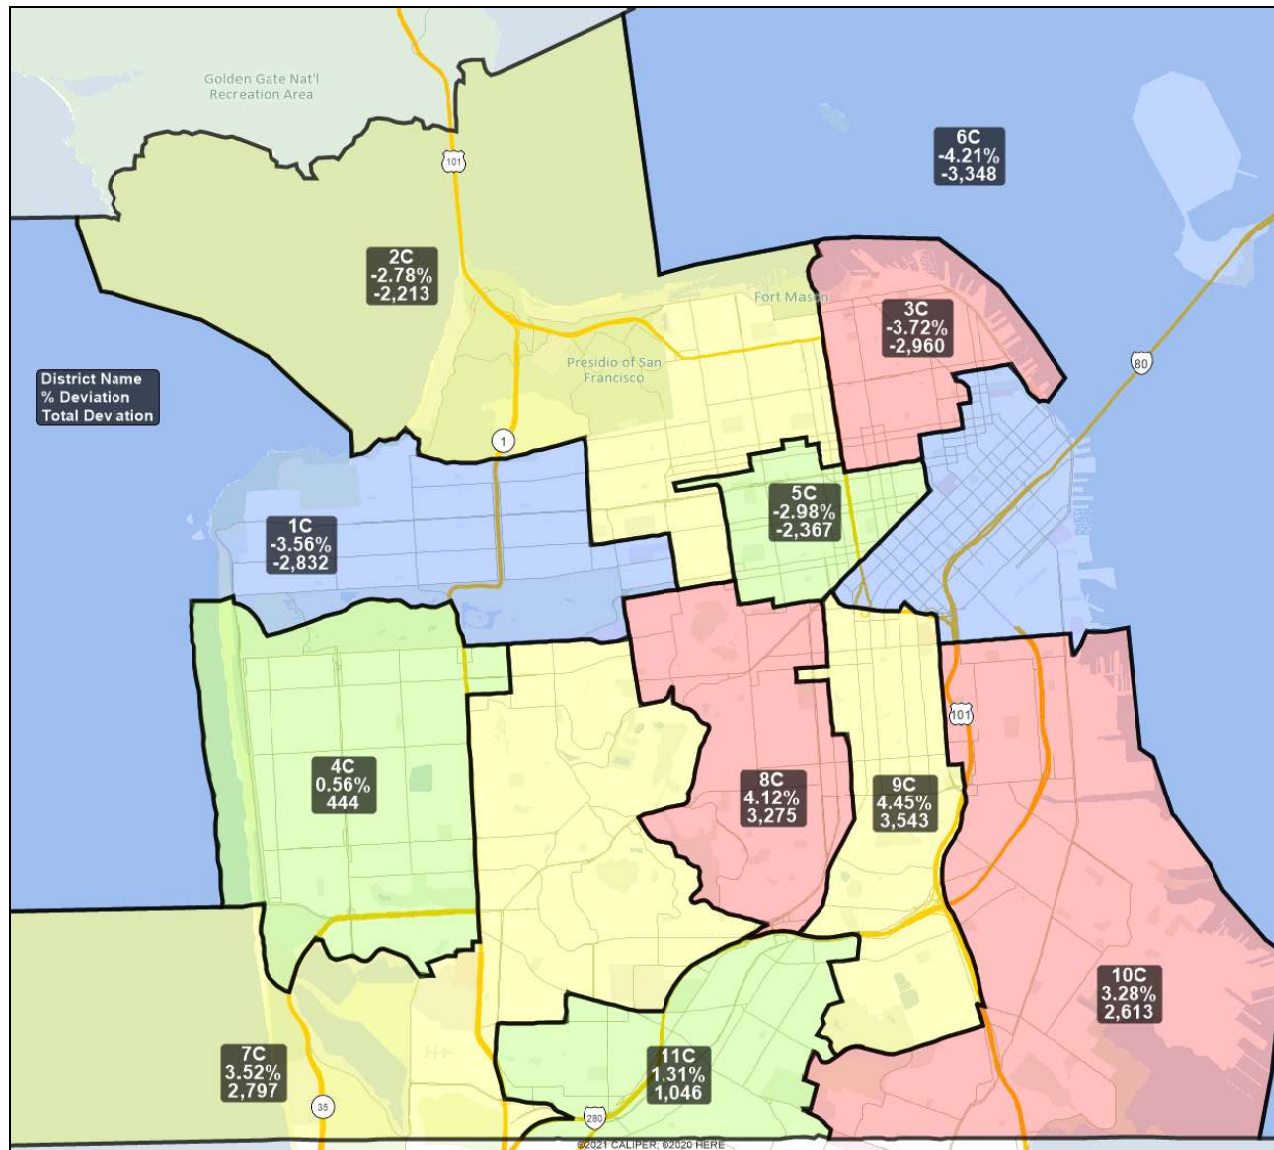 Golden Gate Nat'l
Recreation Area
101
6C
-4.21%
-3,348
2C
-2.78%
-2,213
Fort Mason
3C
-3.72%
-2,960
Presidio of San
Francisco
80
District Name
% Deviation
Total Deviation
1
5C
-2.98%
-2,367
1C
-3.56%
-2,832
101
4C
0.56%
444
8C
4.12%
3,275
9C
4.45%
3,543
10C
3.28%
2,613
7C
3.52%
2,797
11C
1.31%
1,046
35
280
©2021 CALIPER; ©2020 HERE